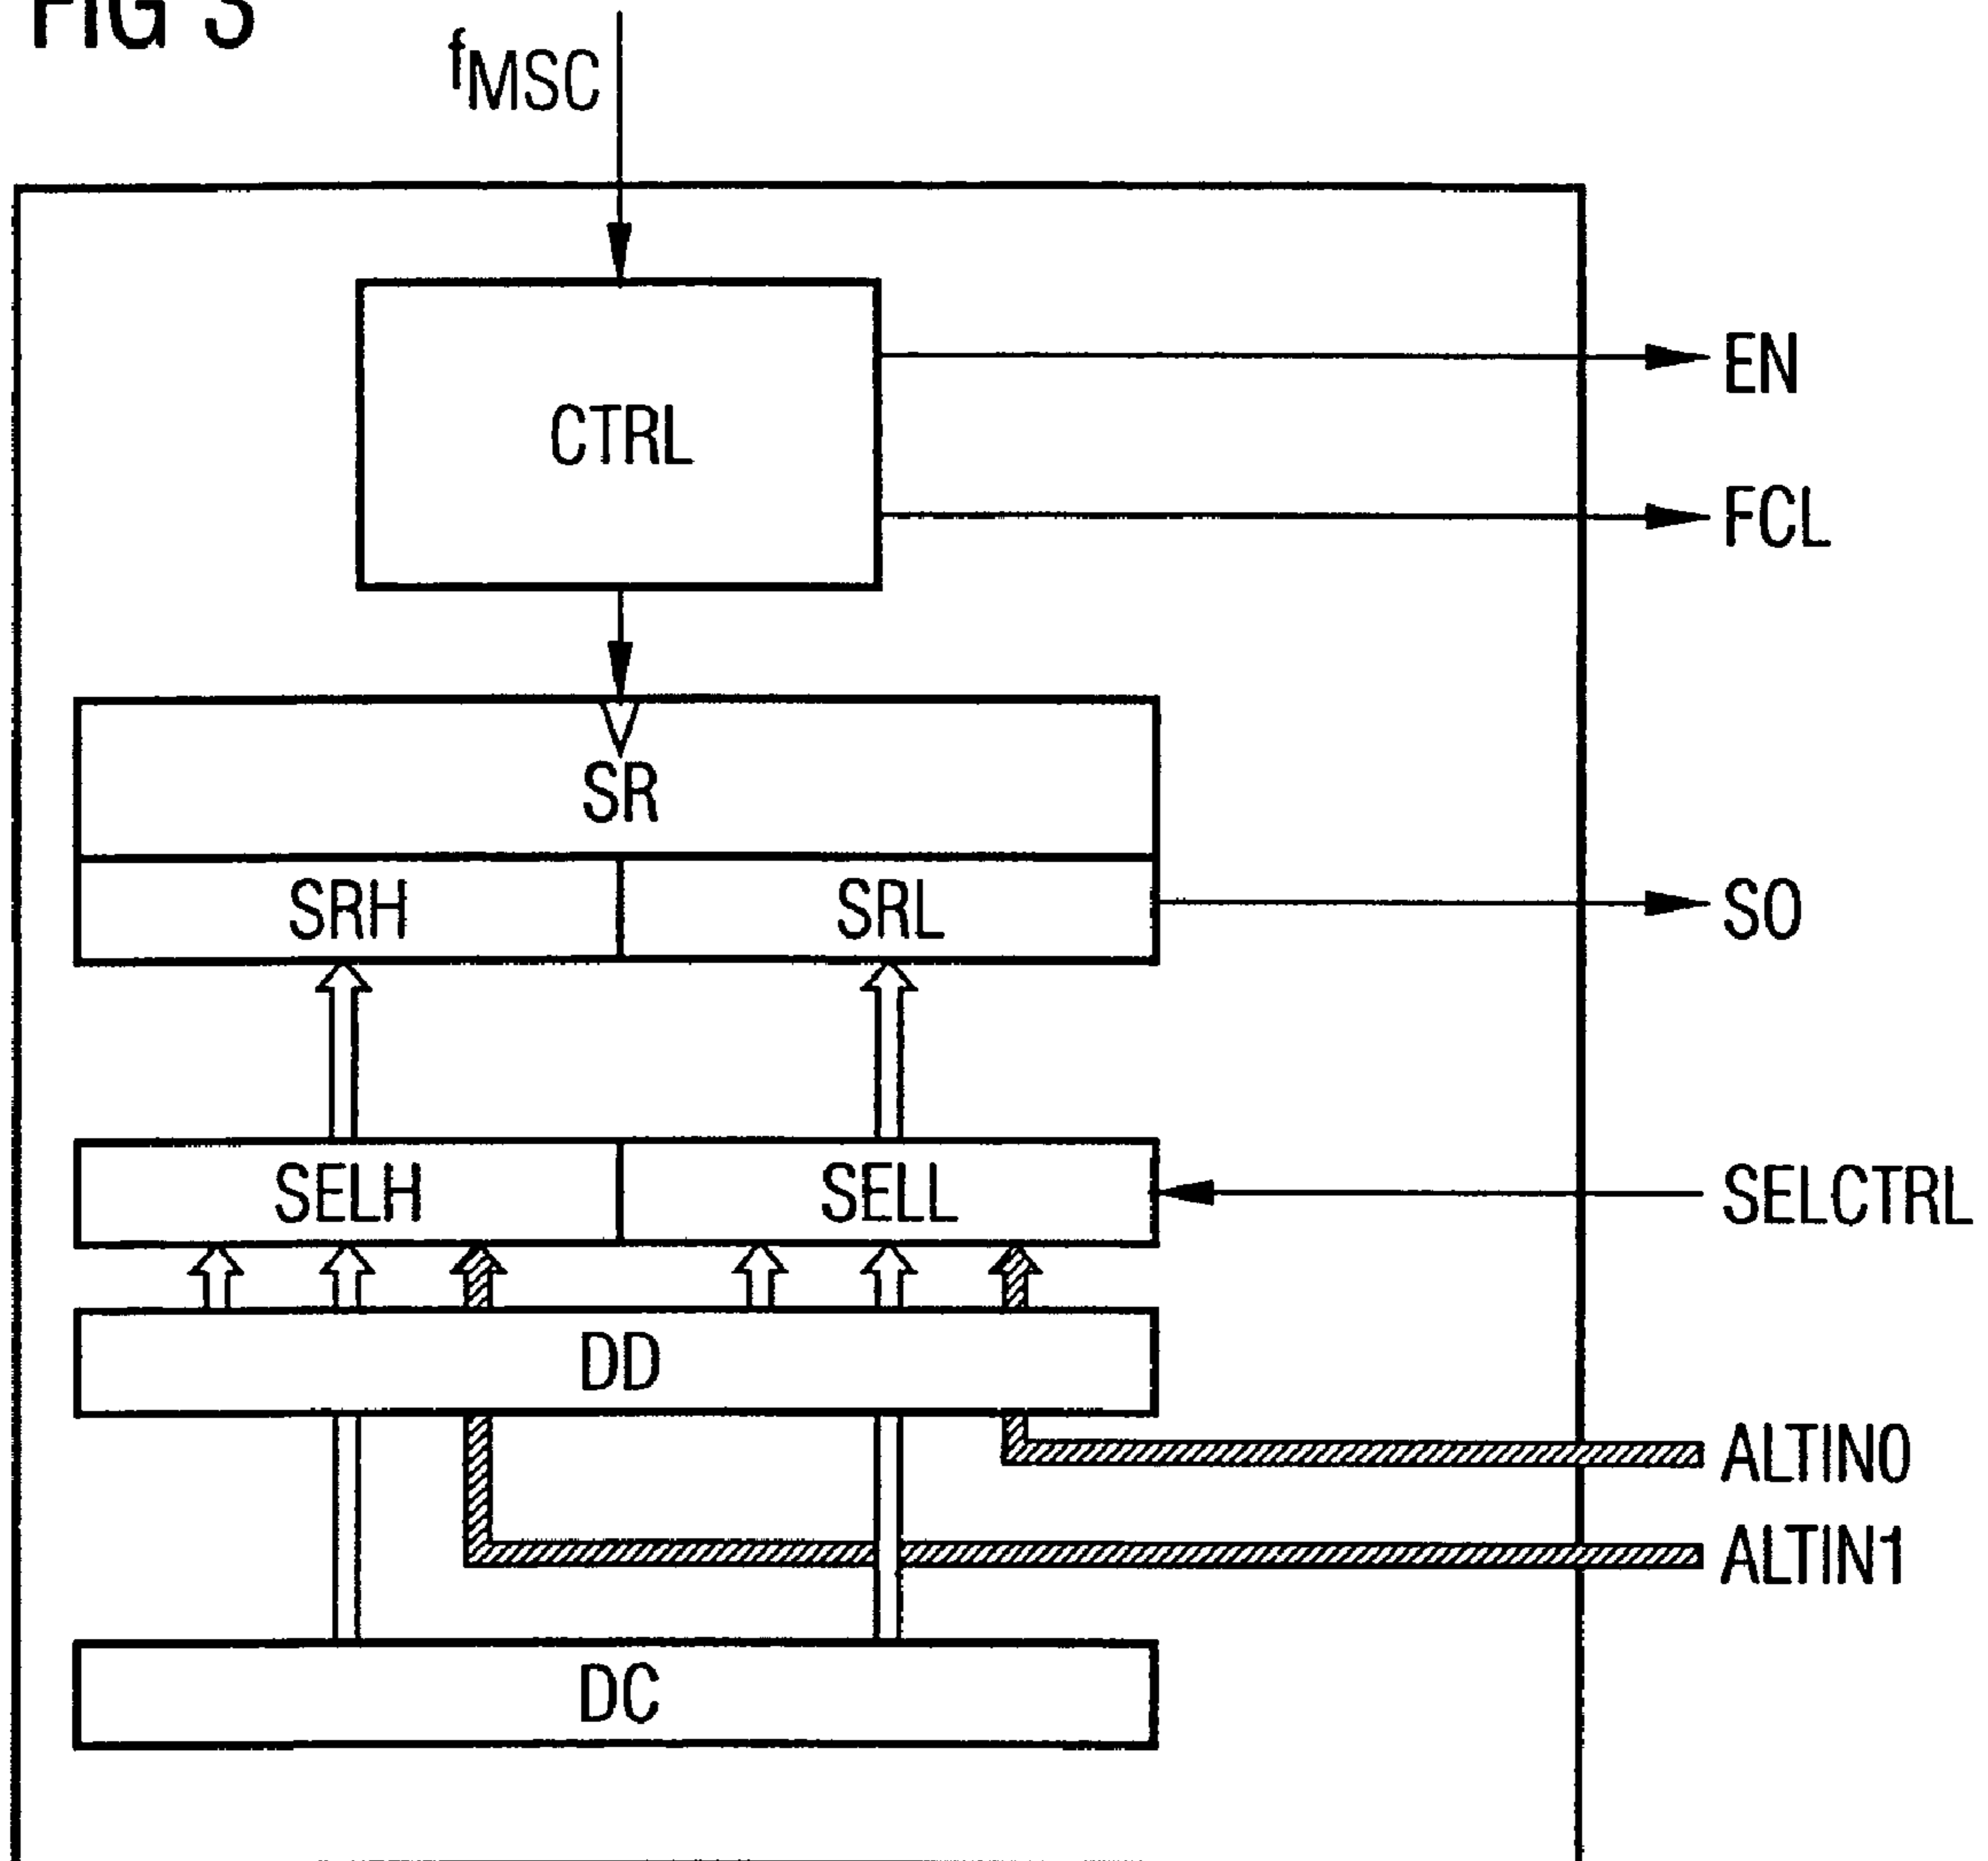 FIG 3
fMSC
CTRL
EN
FCL
SR
SRH
SRL
SO
SELH
SELL
SELCTRL
DD
ALTIN0
ALTIN1
DC